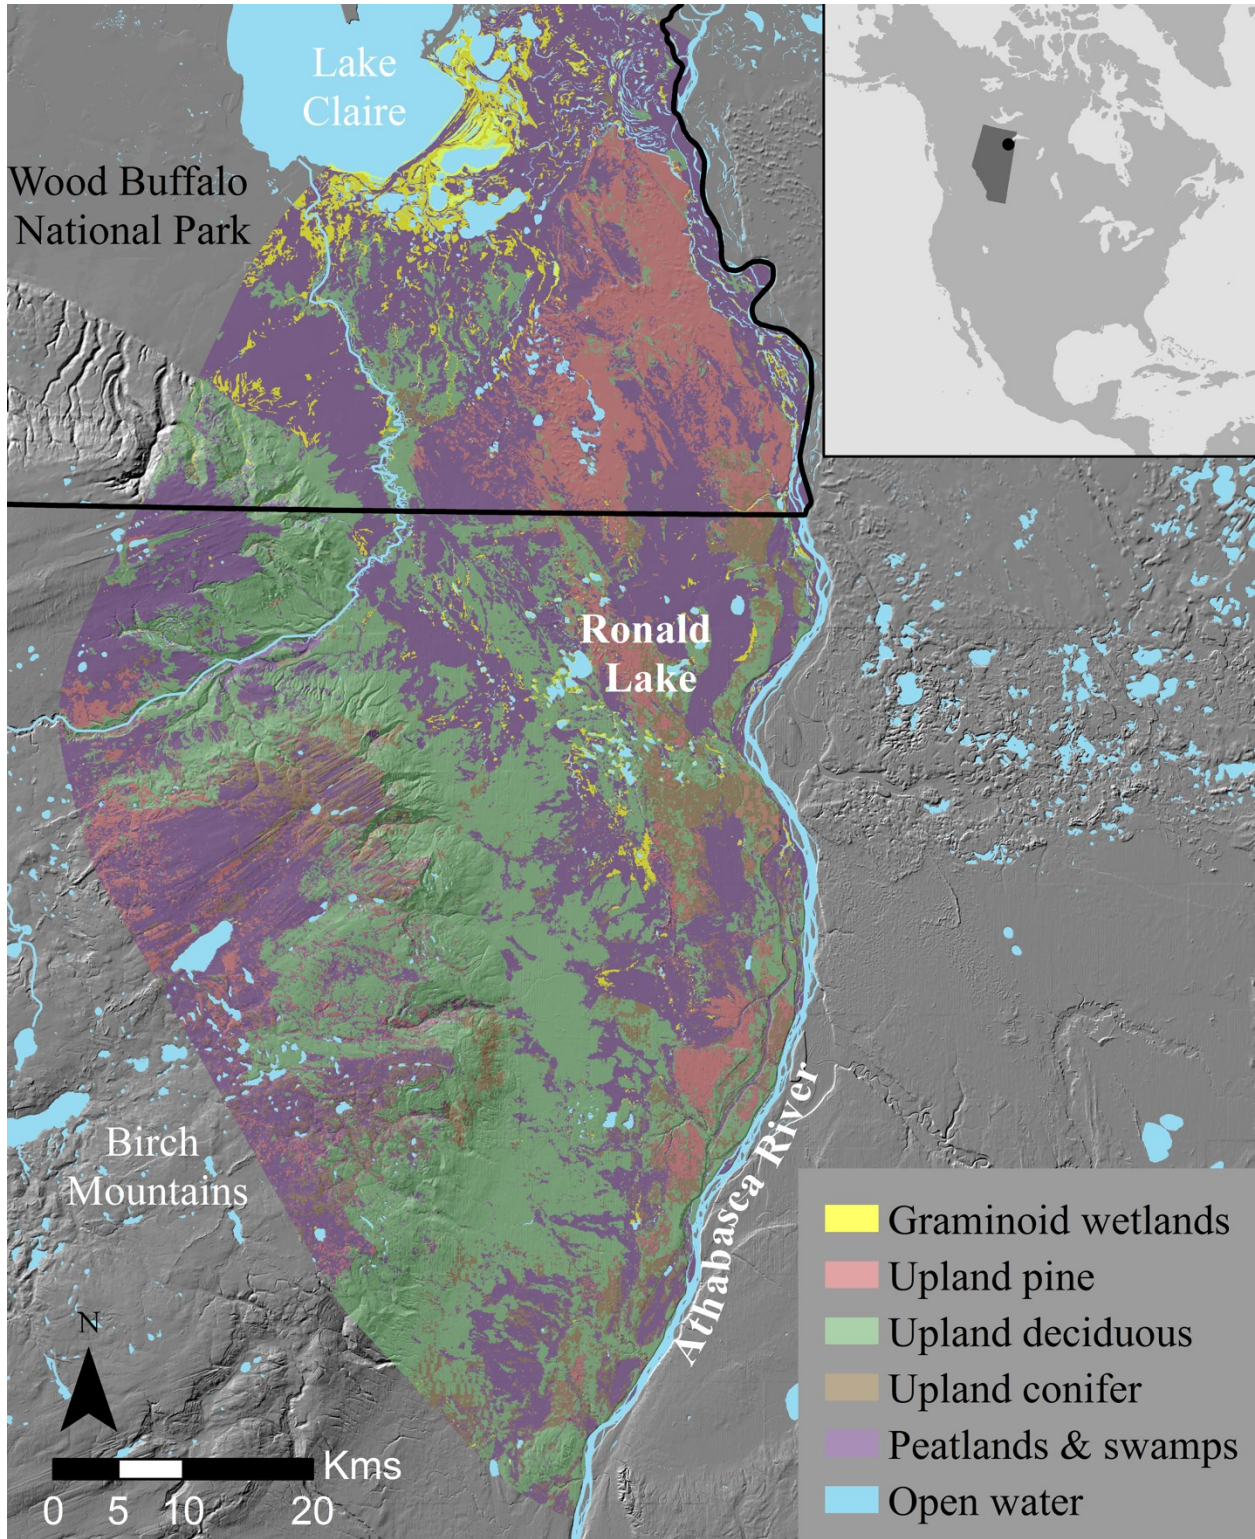 Lake
Claire
Wood Buffalo
National Park
Ronald
Lake
Athabasca River
Birch
Mountains
N
Kms
0 5 10 20
Graminoid wetlands
Upland pine
Upland deciduous
Upland conifer
Peatlands & swamps
Open water